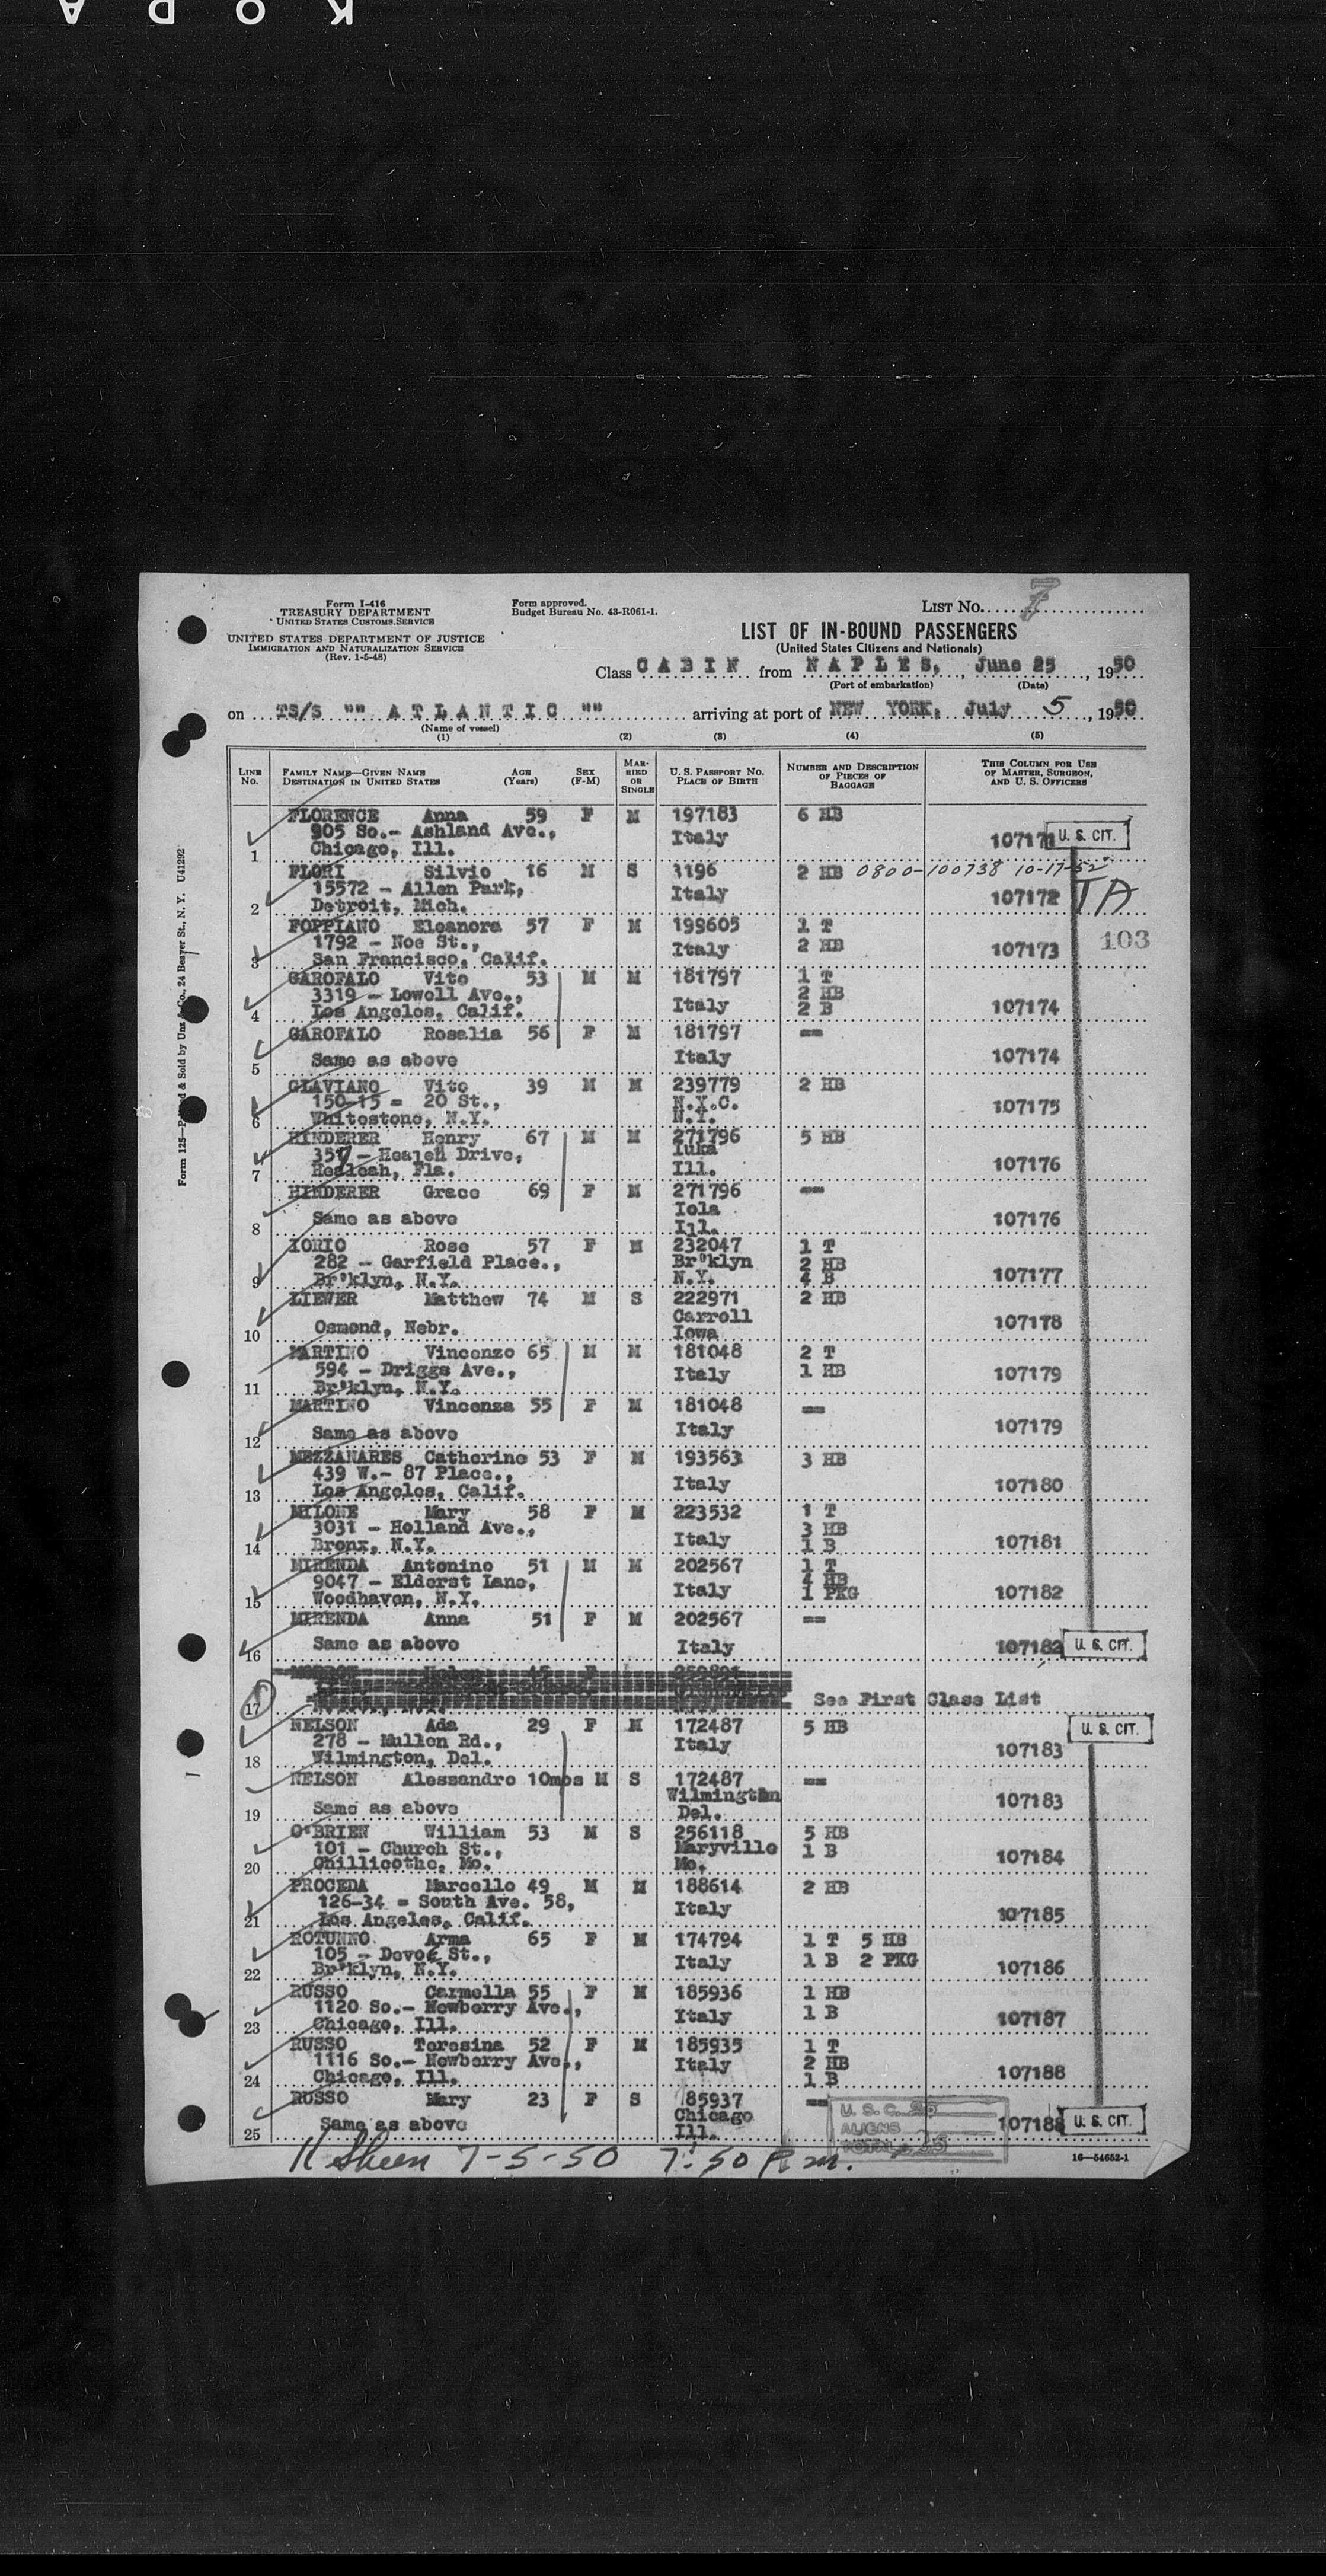 KODA
Form I-416
TREASURY DEPARTMENT
UNITED STATES CUSTOMS SERVICE
UNITED STATES DEPARTMENT OF JUSTICE
IMMIGRATION AND NATURALIZATION SERVICE
(Rev. 1-5-48)
Form approved.
Budget Bureau No. 43-R061-1.
LIST No. 7
LIST OF IN-BOUND PASSENGERS
(United States Citizens and Nationals)
Class CABIN from NAPLES, June 25, 1950
(Port of embarkation) (Date)
on TS/S "" ATLANTIC "" arriving at port of NEW YORK, July 5, 1950
(Name of vessel)
(1) (2) (3) (4) (5)
LINE No. FAMILY NAME—GIVEN NAME DESTINATION IN UNITED STATES AGE (Years) SEX (F-M) MARRIED OR SINGLE U. S. PASSPORT NO. PLACE OF BIRTH NUMBER AND DESCRIPTION OF PIECES OF BAGGAGE THIS COLUMN FOR USE OF MASTER, SURGEON, AND U. S. OFFICERS
FLORENCE Anna 59 F M 197183 6 HB
905 So.- Ashland Ave., Italy 107171 U. S. CIT.
1 Chicago, Ill.
FLORI Silvio 16 M S 3196 2 HB 0800-100738 10-17-52
15572 - Allen Park, Italy 107172 TA
2 Detroit, Mich.
FOPPIANO Eleanora 57 F M 199605 1 T
1792 - Noe St., Italy 2 HB 107173 103
3 San Francisco, Calif.
GAROFALO Vito 53 M M 181797 1 T
3319 - Lowell Ave., Italy 2 HB 107174
4 Los Angeles, Calif. 2 B
GAROFALO Rosalia 56 F M 181797 --
5 Same as above Italy 107174
GIAVIANO Vito 39 M M 239779 2 HB
150-15 = 20 St., N.Y.C. 107175
6 Whitestone, N.Y. N.Y.
HINDERER Henry 67 M M 271796 5 HB
357 - Healeh Drive, Iuka 107176
7 Healeah, Fla. Ill.
HINDERER Grace 69 F M 271796 --
8 Same as above Iola Ill. 107176
IORIO Rose 57 F M 232047 1 T
282 - Garfield Place., Br'klyn 2 HB 107177
9 Br'klyn, N.Y. N.Y. 4 B
LIEWER Matthew 74 M S 222971 2 HB
10 Osmond, Nebr. Carroll Iowa 107178
MARTINO Vincenzo 65 M M 181048 2 T
594 - Driggs Ave., Italy 1 HB 107179
11 Br'klyn, N.Y.
MARTINO Vincenza 55 F M 181048 --
12 Same as above Italy 107179
MEZZANARES Catherine 53 F M 193563 3 HB
439 W.- 87 Place., Italy 107180
13 Los Angeles, Calif.
MILONE Mary 58 F M 223532 1 T
3031 - Holland Ave., Italy 3 HB 107181
14 Bronx, N.Y. 1 B
MIRENDA Antonino 51 M M 202567 1 T
9047 - Elderst Lane, Italy 4 HB 107182
15 Woodhaven, N.Y. 1 PKG
MIRENDA Anna 51 F M 202567 --
16 Same as above Italy 107182 U. S. CIT.
17 See First Class List
NELSON Ada 29 F M 172487 5 HB U. S. CIT.
278 - Mullen Rd., Italy 107183
18 Wilmington, Del.
NELSON Alessandro 10mos M S 172487 --
19 Same as above Wilmington Del. 107183
O'BRIEN William 53 M S 256118 5 HB
101 - Church St., Maryville 1 B 107184
20 Chillicothe, Mo. Mo.
PROCEDA Marcello 49 M M 188614 2 HB
126-34 = South Ave. 58, Italy 107185
21 Los Angeles, Calif.
ROTUNNO Arma 65 F M 174794 1 T 5 HB
105 - Devoe St., Italy 1 B 2 PKG 107186
22 Br'klyn, N.Y.
RUSSO Carmella 55 F M 185936 1 HB
1120 So.- Newberry Ave., Italy 1 B 107187
23 Chicago, Ill.
RUSSO Teresina 52 F M 185935 1 T
1116 So.- Newberry Ave., Italy 2 HB 107188
24 Chicago, Ill. 1 B
RUSSO Mary 23 F S 185937 --
25 Same as above Chicago Ill. 107188 U. S. CIT.
U. S. C. 25
ALIENS
TOTAL 25
7-5-50 7:50 P.m.
16—54652-1